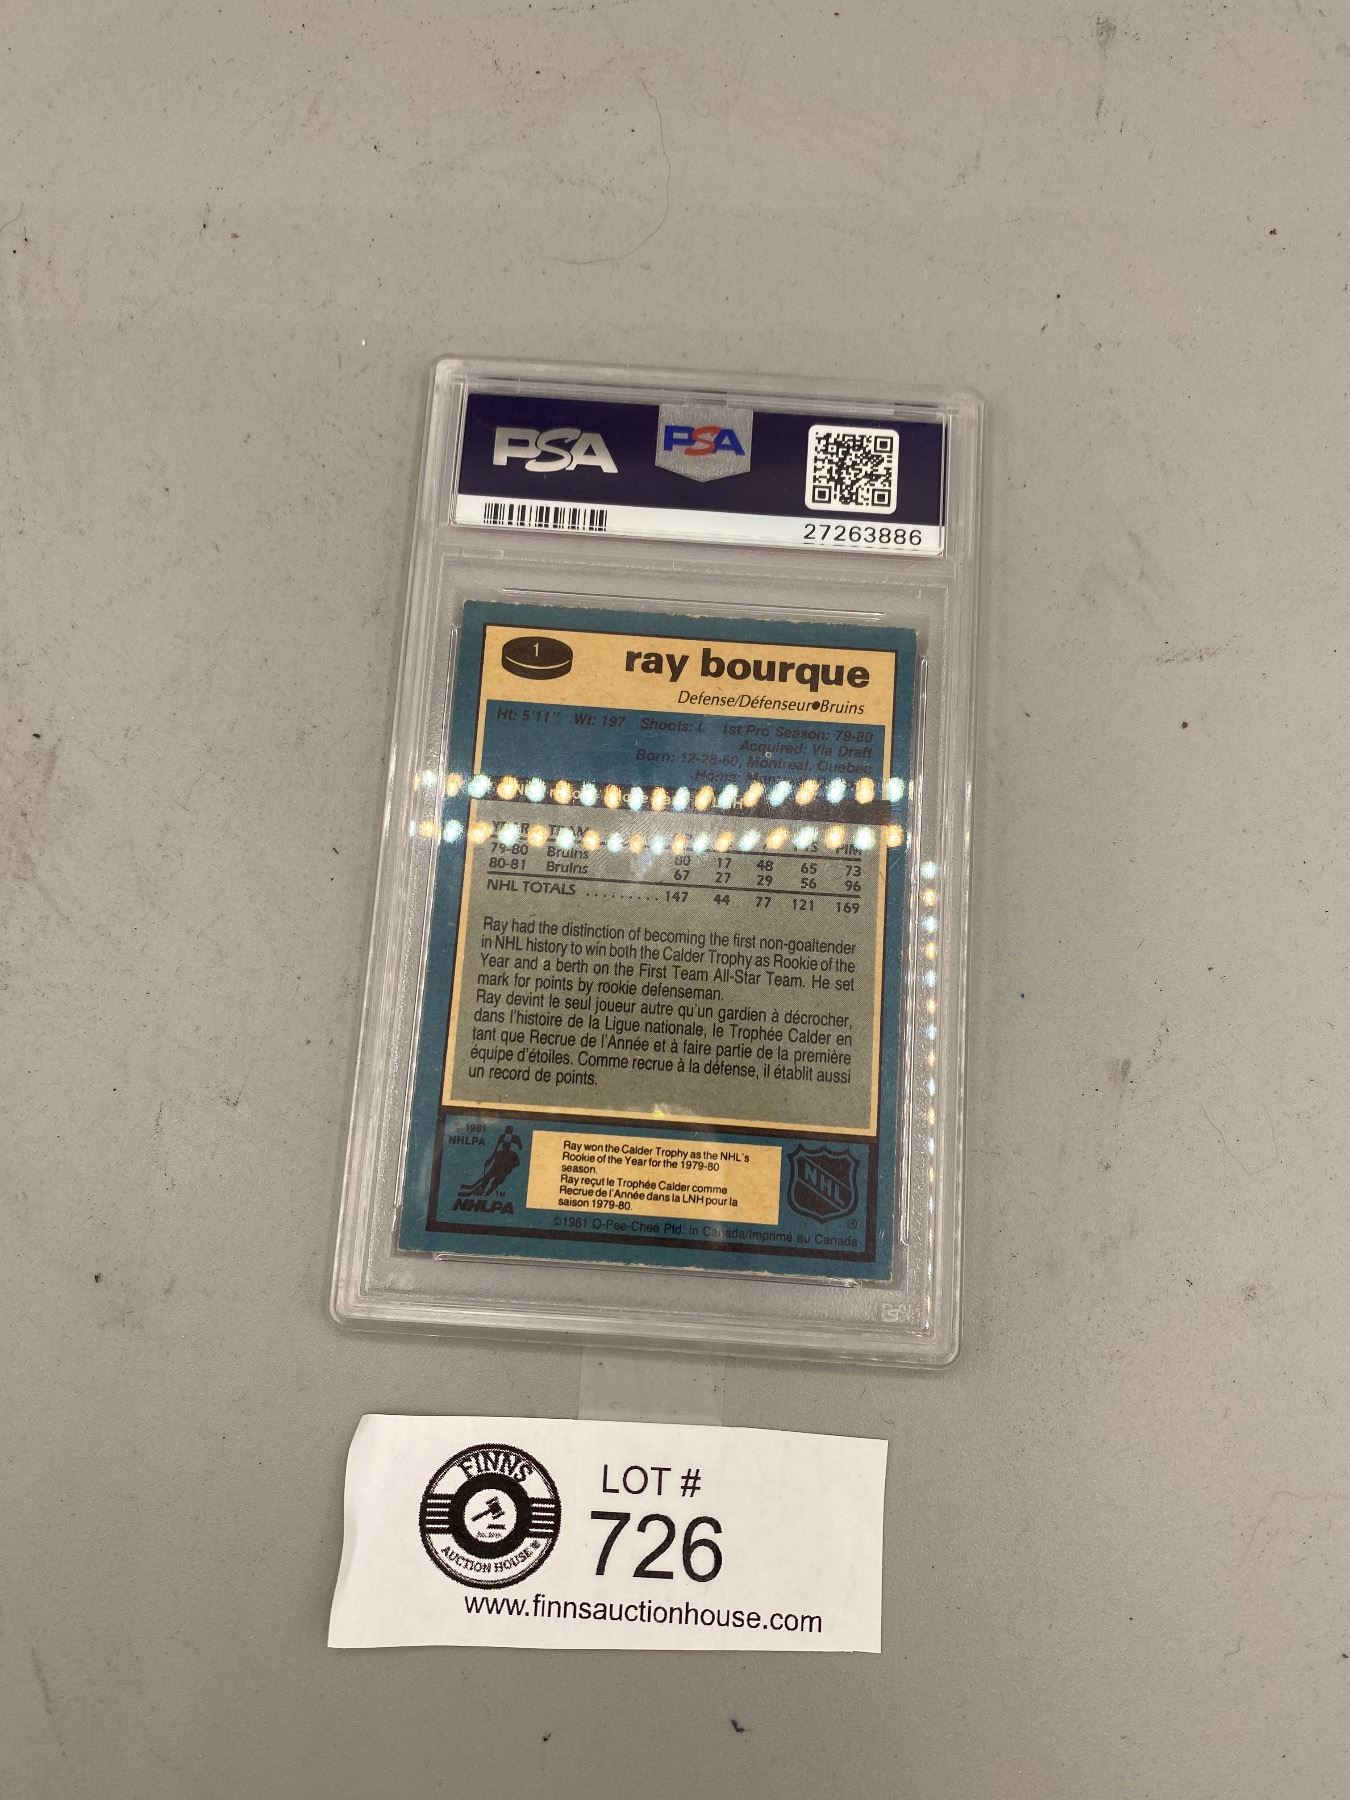 PSA
PSA
27263886
1
ray bourque
Defense/Défenseur●Bruins
Ht: 5'11" Wt: 197 Shoots: L 1st Pro Season: 79-80
Acquired: Via Draft
Born: 12-28-60, Montreal, Quebec
Home:
YEAR TEAM PIM
79-80 Bruins 80 17 48 65 73
80-81 Bruins 67 27 29 56 96
NHL TOTALS ......... 147 44 77 121 169
Ray had the distinction of becoming the first non-goaltender
in NHL history to win both the Calder Trophy as Rookie of the
Year and a berth on the First Team All-Star Team. He set
mark for points by rookie defenseman.
Ray devint le seul joueur autre qu'un gardien à décrocher,
dans l'histoire de la Ligue nationale, le Trophée Calder en
tant que Recrue de l'Année et à faire partie de la première
équipe d'étoiles. Comme recrue à la défense, il établit aussi
un record de points.
© 1981
NHLPA
TM
NHLPA
Ray won the Calder Trophy as the NHL's
Rookie of the Year for the 1979-80
season.
Ray reçut le Trophée Calder comme
Recrue de l'Année dans la LNH pour la
saison 1979-80.
NHL
®
©1981 O-Pee-Chee Ptd. in Canada/Imprimé au Canada
FINNS
AUCTION HOUSE
LOT #
726
www.finnsauctionhouse.com